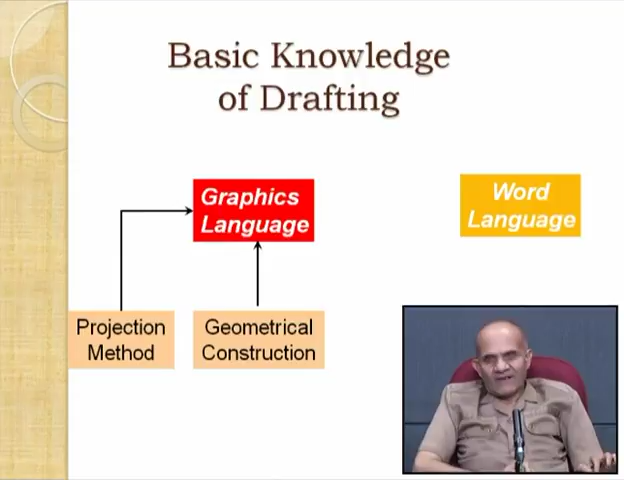 Basic Knowledge
of Drafting
Graphics
Language
Word
Language
Projection
Method
Geometrical
Construction